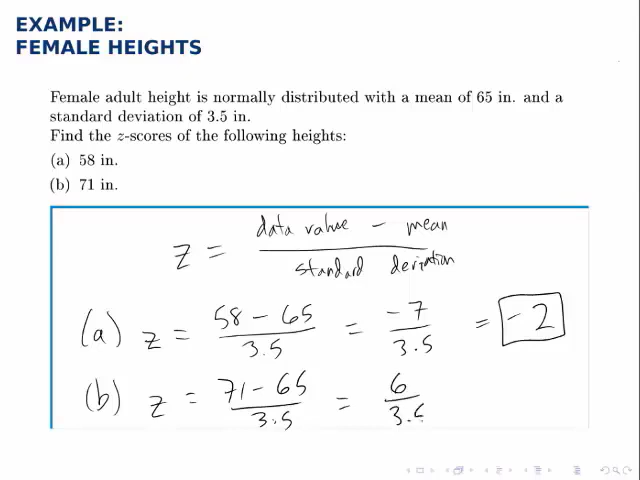 EXAMPLE:
FEMALE HEIGHTS
Female adult height is normally distributed with a mean of 65 in. and a
standard deviation of 3.5 in.
Find the z-scores of the following heights:
(a) 58 in.
(b) 71 in.
z = data value - mean / standard deviation
(a) z = 58 - 65 / 3.5 = -7 / 3.5 = -2
(b) z = 71 - 65 / 3.5 = 6 / 3.5